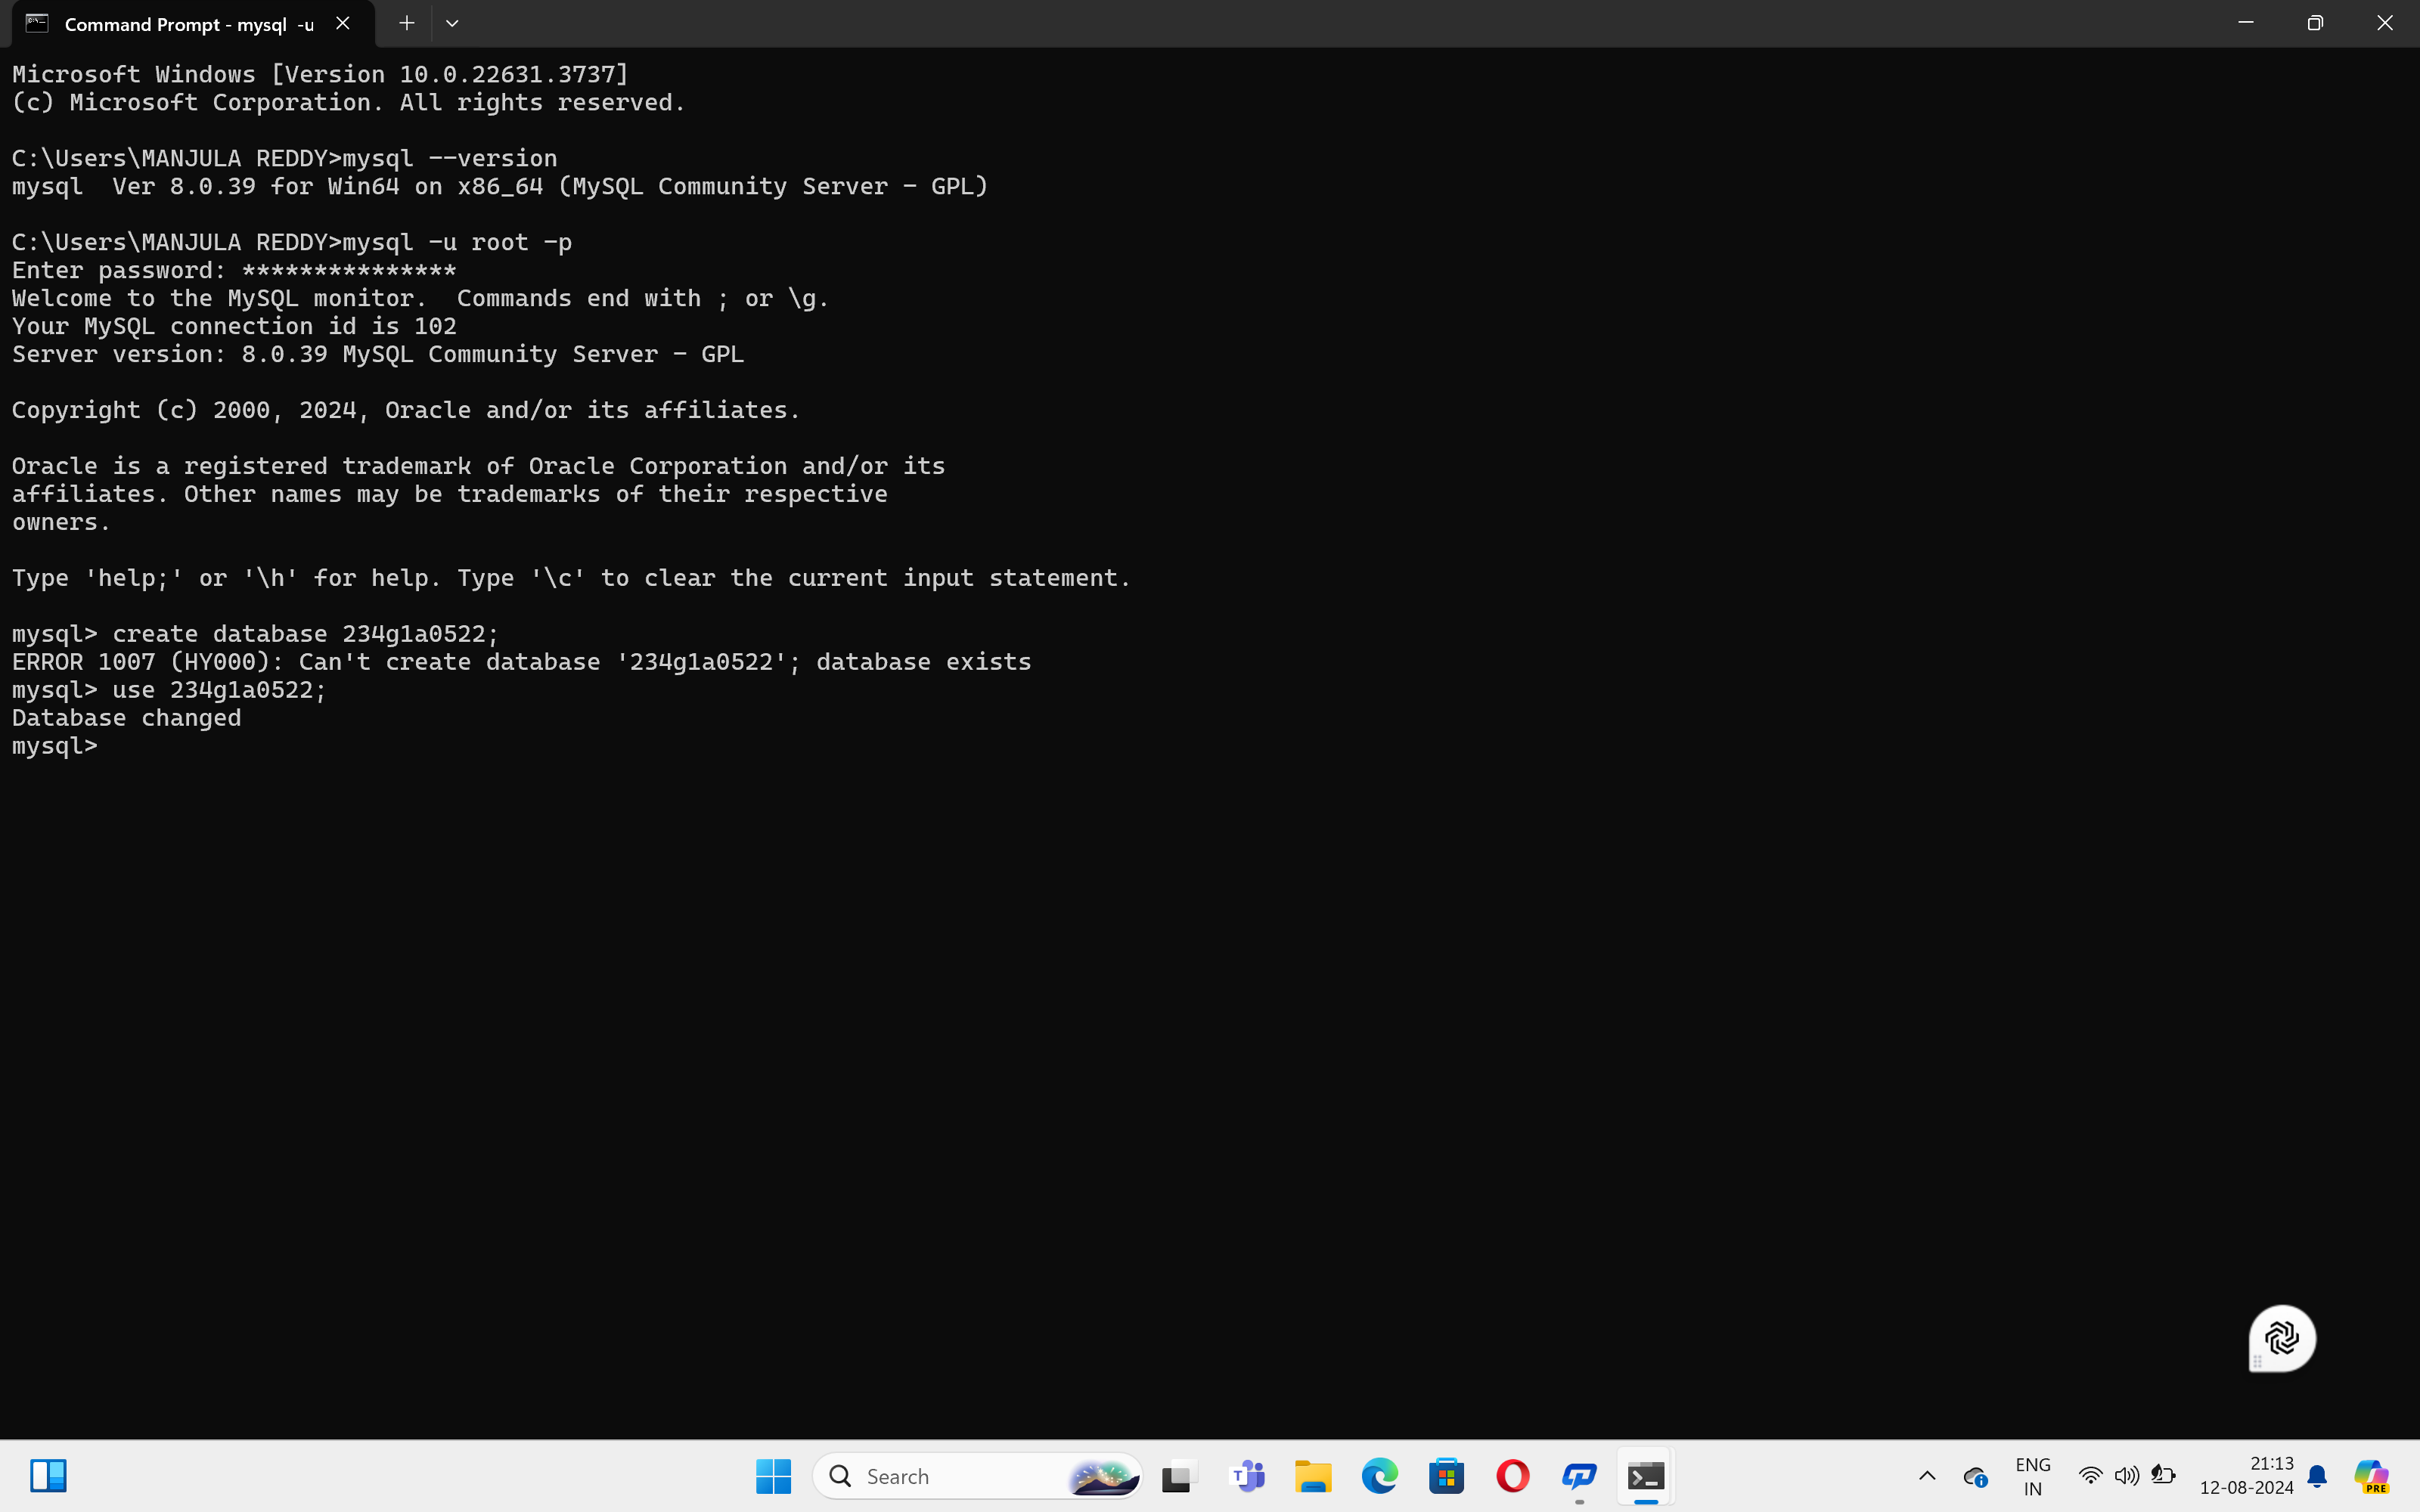 Command Prompt - mysql -u
Microsoft Windows [Version 10.0.22631.3737]
(c) Microsoft Corporation. All rights reserved.
C:\Users\MANJULA REDDY>mysql --version
mysql  Ver 8.0.39 for Win64 on x86_64 (MySQL Community Server - GPL)
C:\Users\MANJULA REDDY>mysql -u root -p
Enter password: ***************
Welcome to the MySQL monitor.  Commands end with ; or \g.
Your MySQL connection id is 102
Server version: 8.0.39 MySQL Community Server - GPL
Copyright (c) 2000, 2024, Oracle and/or its affiliates.
Oracle is a registered trademark of Oracle Corporation and/or its
affiliates. Other names may be trademarks of their respective
owners.
Type 'help;' or '\h' for help. Type '\c' to clear the current input statement.
mysql> create database 234g1a0522;
ERROR 1007 (HY000): Can't create database '234g1a0522'; database exists
mysql> use 234g1a0522;
Database changed
mysql>
Search
ENG
IN
21:13
12-08-2024
PRE